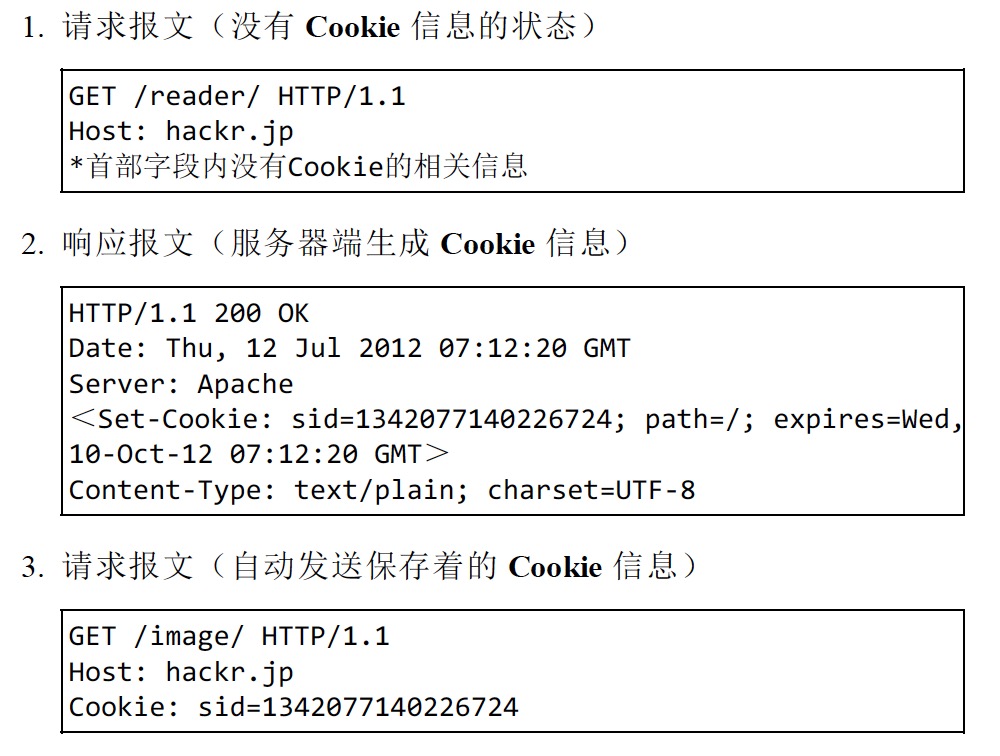 1. 请求报文（没有 Cookie 信息的状态）
GET /reader/ HTTP/1.1
Host: hackr.jp
*首部字段内没有Cookie的相关信息
2. 响应报文（服务器端生成 Cookie 信息）
HTTP/1.1 200 OK
Date: Thu, 12 Jul 2012 07:12:20 GMT
Server: Apache
＜Set-Cookie: sid=1342077140226724; path=/; expires=Wed,
10-Oct-12 07:12:20 GMT＞
Content-Type: text/plain; charset=UTF-8
3. 请求报文（自动发送保存着的 Cookie 信息）
GET /image/ HTTP/1.1
Host: hackr.jp
Cookie: sid=1342077140226724